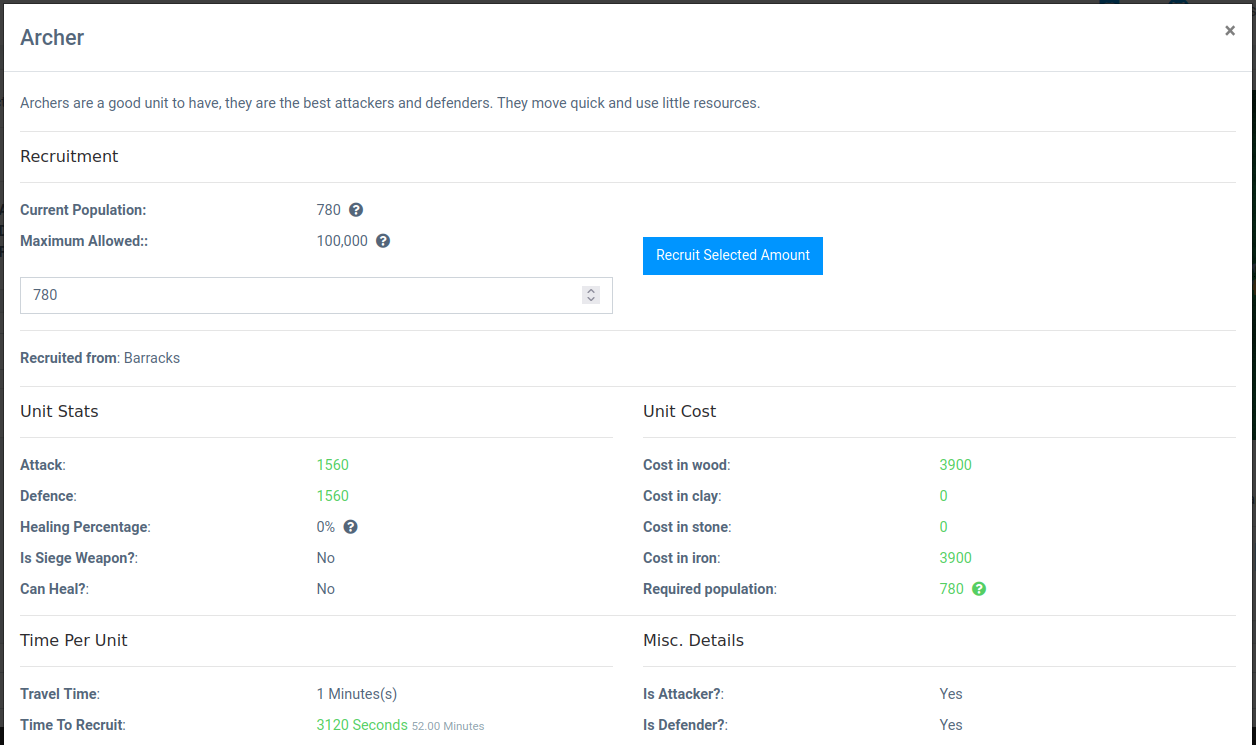 Archer
×
Archers are a good unit to have, they are the best attackers and defenders. They move quick and use little resources.
Recruitment
Current Population: 780 ?
Maximum Allowed:: 100,000 ?
Recruit Selected Amount
780
Recruited from: Barracks
Unit Stats
Attack: 1560
Defence: 1560
Healing Percentage: 0% ?
Is Siege Weapon?: No
Can Heal?: No
Unit Cost
Cost in wood: 3900
Cost in clay: 0
Cost in stone: 0
Cost in iron: 3900
Required population: 780 ?
Time Per Unit
Travel Time: 1 Minutes(s)
Time To Recruit: 3120 Seconds 52.00 Minutes
Misc. Details
Is Attacker?: Yes
Is Defender?: Yes